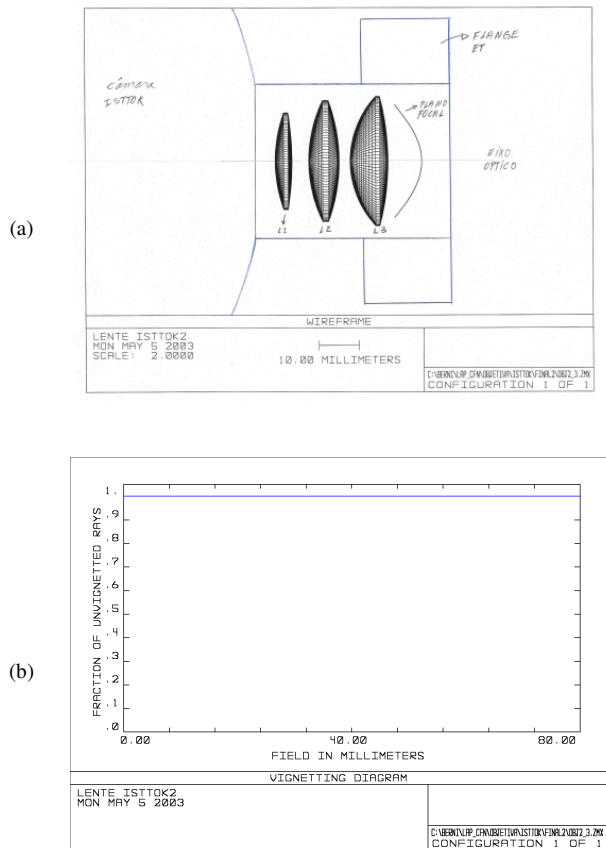 (a)
câmara
ISTTOK
FLANGE
ET
PLANO
FOCAL
EIXO
OPTICO
L1
L2
L3
WIREFRAME
LENTE ISTTOK2
MON MAY 5 2003
SCALE: 2.0000
10.00 MILLIMETERS
CONFIGURATION 1 OF 1
(b)
FRACTION OF UNVIGNETTED RAYS
1.
.9
.8
.7
.6
.5
.4
.3
.2
.1
.0
0.00
40.00
80.00
FIELD IN MILLIMETERS
VIGNETTING DIAGRAM
LENTE ISTTOK2
MON MAY 5 2003
CONFIGURATION 1 OF 1